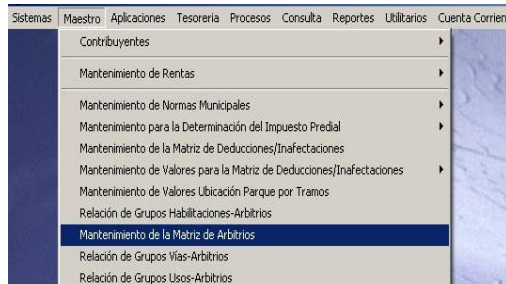 Sistemas Maestro Aplicaciones Tesoreria Procesos Consulta Reportes Utilitarios Cuenta Corrien
Contribuyentes
Mantenimiento de Rentas
Mantenimiento de Normas Municipales
Mantenimiento para la Determinación del Impuesto Predial
Mantenimiento de la Matriz de Deducciones/Inafectaciones
Mantenimiento de Valores para la Matriz de Deducciones/Inafectaciones
Mantenimiento de Valores Ubicación Parque por Tramos
Relación de Grupos Habilitaciones-Arbitrios
Mantenimiento de la Matriz de Arbitrios
Relación de Grupos Vías-Arbitrios
Relación de Grupos Usos-Arbitrios